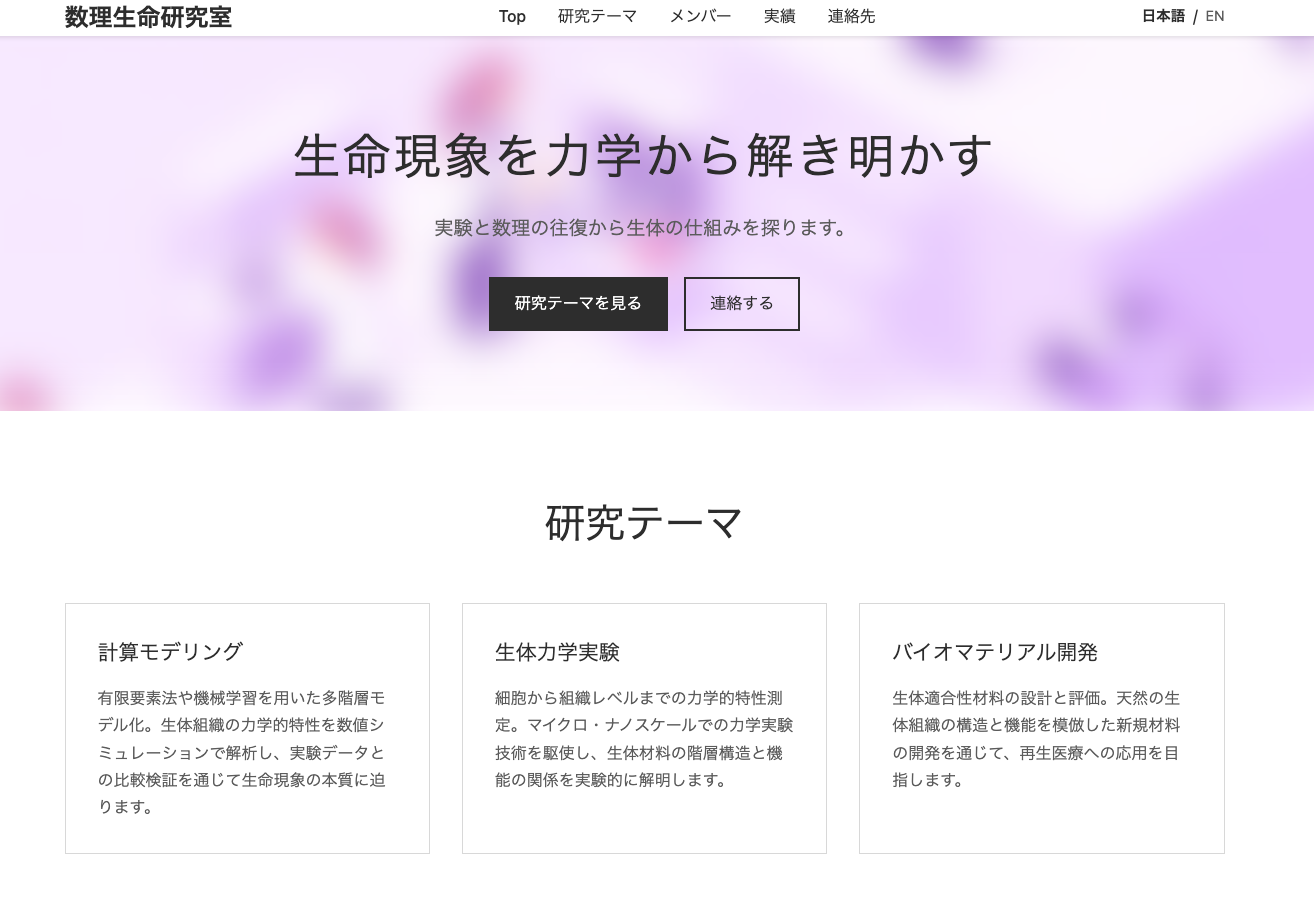 数理生命研究室
Top 研究テーマ メンバー 実績 連絡先
日本語 / EN
生命現象を力学から解き明かす
実験と数理の往復から生体の仕組みを探ります。
研究テーマを見る
連絡する
研究テーマ
計算モデリング
有限要素法や機械学習を用いた多階層モ
デル化。生体組織の力学的特性を数値シ
ミュレーションで解析し、実験データと
の比較検証を通じて生命現象の本質に迫
ります。
生体力学実験
細胞から組織レベルまでの力学的特性測
定。マイクロ・ナノスケールでの力学実験
技術を駆使し、生体材料の階層構造と機
能の関係を実験的に解明します。
バイオマテリアル開発
生体適合性材料の設計と評価。天然の生
体組織の構造と機能を模倣した新規材料
の開発を通じて、再生医療への応用を目
指します。